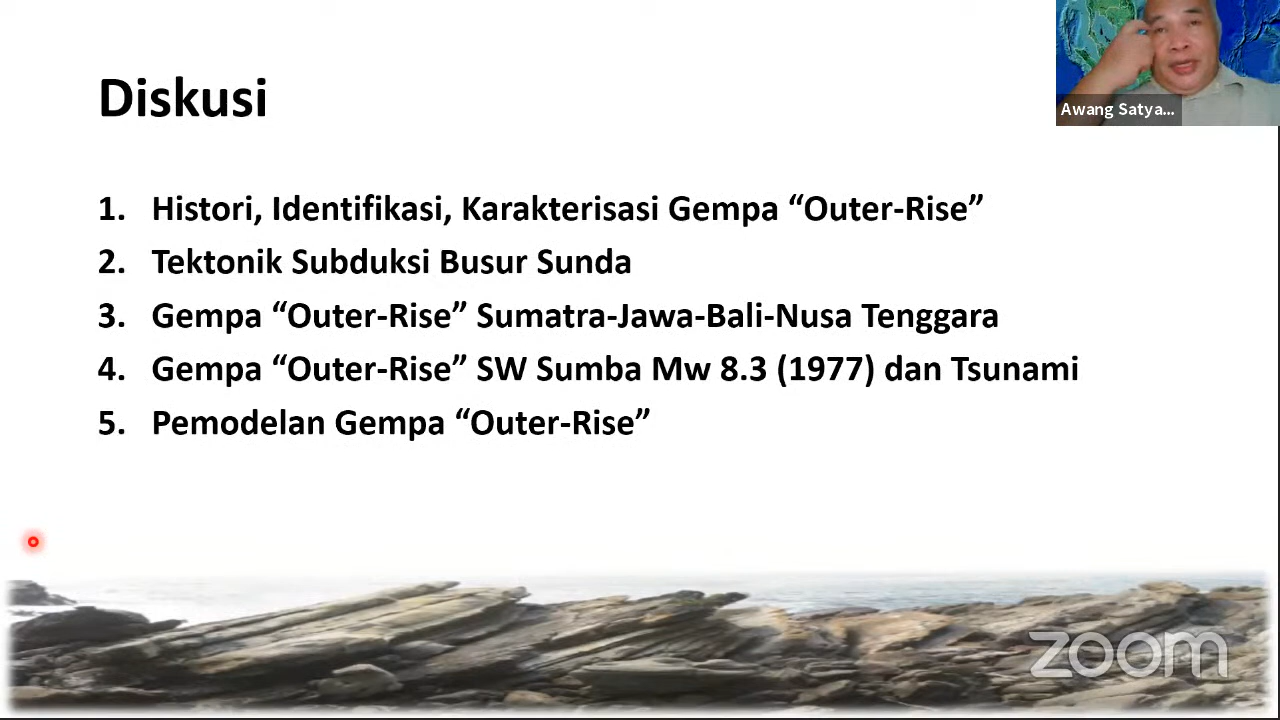 Diskusi
Awang Satya...
1. Histori, Identifikasi, Karakterisasi Gempa “Outer-Rise”
2. Tektonik Subduksi Busur Sunda
3. Gempa “Outer-Rise” Sumatra-Jawa-Bali-Nusa Tenggara
4. Gempa “Outer-Rise” SW Sumba Mw 8.3 (1977) dan Tsunami
5. Pemodelan Gempa “Outer-Rise”
zoom